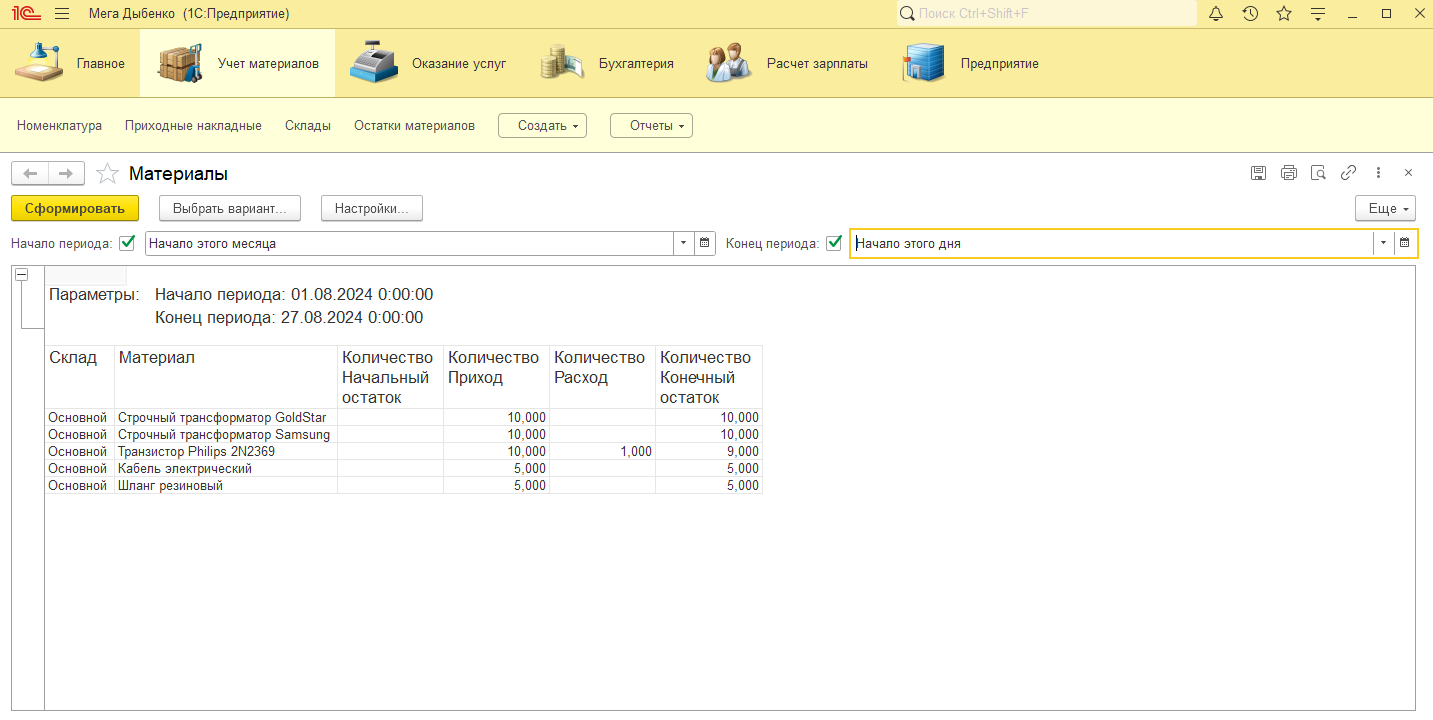 1С Мега Дыбенко (1С:Предприятие) Поиск Ctrl+Shift+F
Главное Учет материалов Оказание услуг Бухгалтерия Расчет зарплаты Предприятие
Номенклатура Приходные накладные Склады Остатки материалов Создать Отчеты
Материалы
Сформировать Выбрать вариант... Настройки... Еще
Начало периода: Начало этого месяца Конец периода: Начало этого дня
Параметры: Начало периода: 01.08.2024 0:00:00
Конец периода: 27.08.2024 0:00:00
Склад Материал Количество Количество Количество Количество
Начальный Приход Расход Конечный
остаток остаток
Основной Строчный трансформатор GoldStar 10,000 10,000
Основной Строчный трансформатор Samsung 10,000 10,000
Основной Транзистор Philips 2N2369 10,000 1,000 9,000
Основной Кабель электрический 5,000 5,000
Основной Шланг резиновый 5,000 5,000